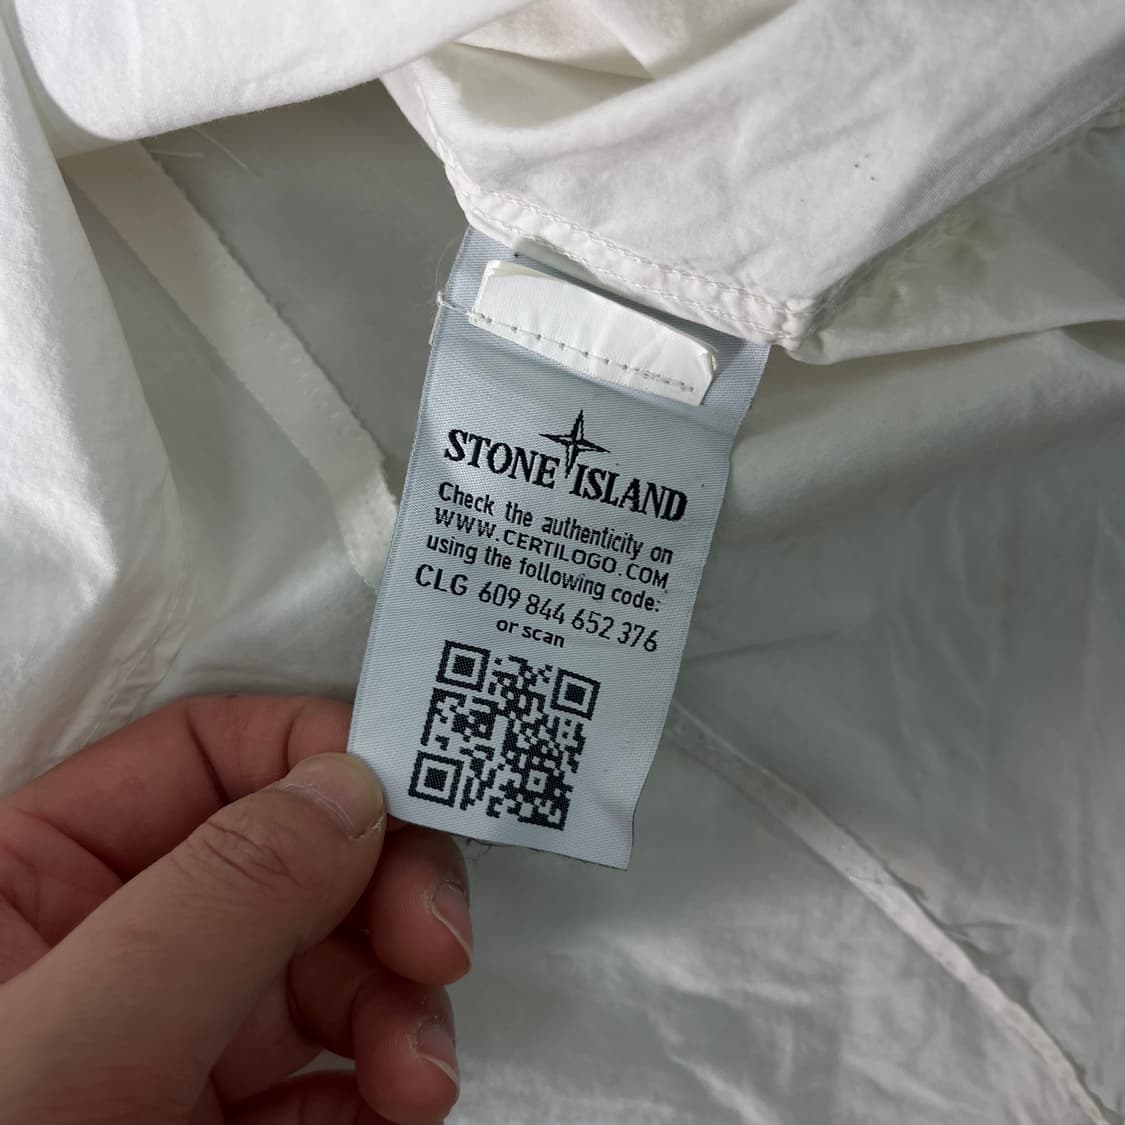 STONE ISLAND
Check the authenticity on
WWW.CERTILOGO.COM
using the following code:
CLG 609 844 652 376
or scan